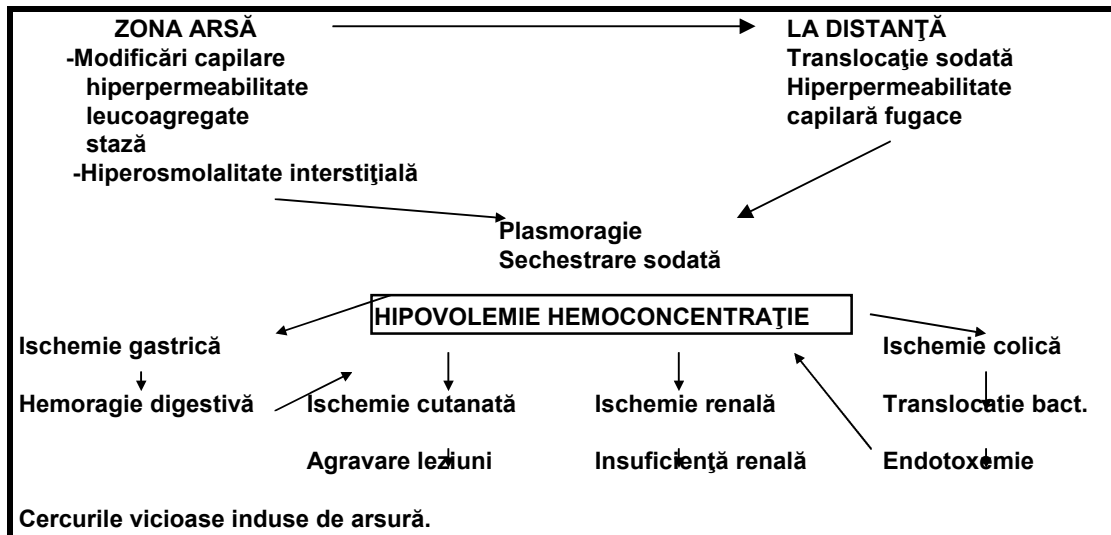 ZONA ARSĂ
LA DISTANŢĂ
-Modificări capilare
Translocaţie sodată
hiperpermeabilitate
Hiperpermeabilitate
leucoagregate
capilară fugace
stază
-Hiperosmolalitate interstiţială
Plasmoragie
Sechestrare sodată
HIPOVOLEMIE HEMOCONCENTRAŢIE
Ischemie gastrică
Ischemie colică
Hemoragie digestivă
Ischemie cutanată
Ischemie renală
Translocatie bact.
Agravare leziuni
Insuficienţă renală
Endotoxemie
Cercurile vicioase induse de arsură.